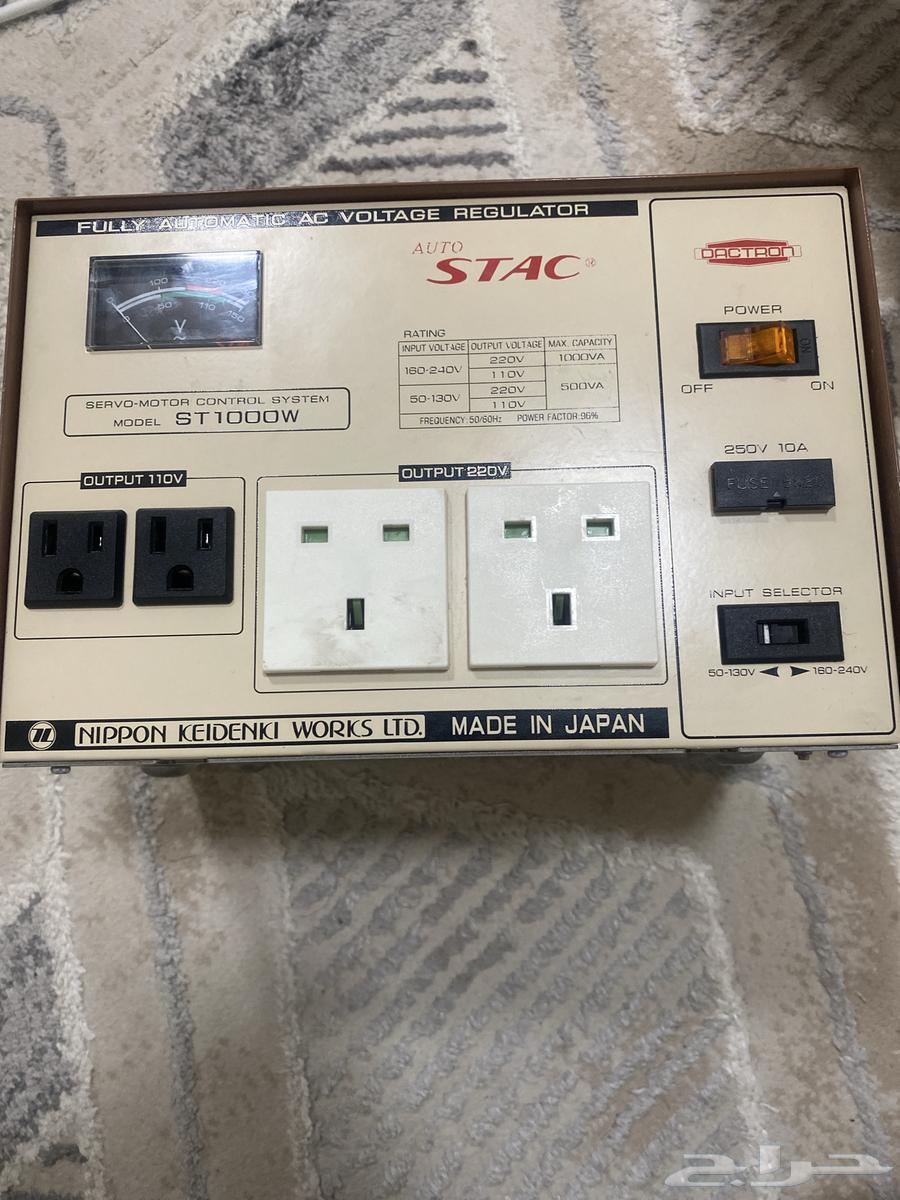 FULLY AUTOMATIC AC VOLTAGE REGULATOR
AUTO
STAC®
DACTRON
100
50
110
150
V
RATING
INPUT VOLTAGE OUTPUT VOLTAGE MAX. CAPACITY
160-240V 220V 1000VA
110V 500VA
50-130V 220V
110V
FREQUENCY:50/60Hz POWER FACTOR:96%
SERVO-MOTOR CONTROL SYSTEM
MODEL ST1000W
POWER
ON
OFF ON
250V 10A
FUSE
INPUT SELECTOR
50-130V 160-240V
OUTPUT 110V
OUTPUT 220V
NIPPON KEIDENKI WORKS LTD. MADE IN JAPAN
حراج